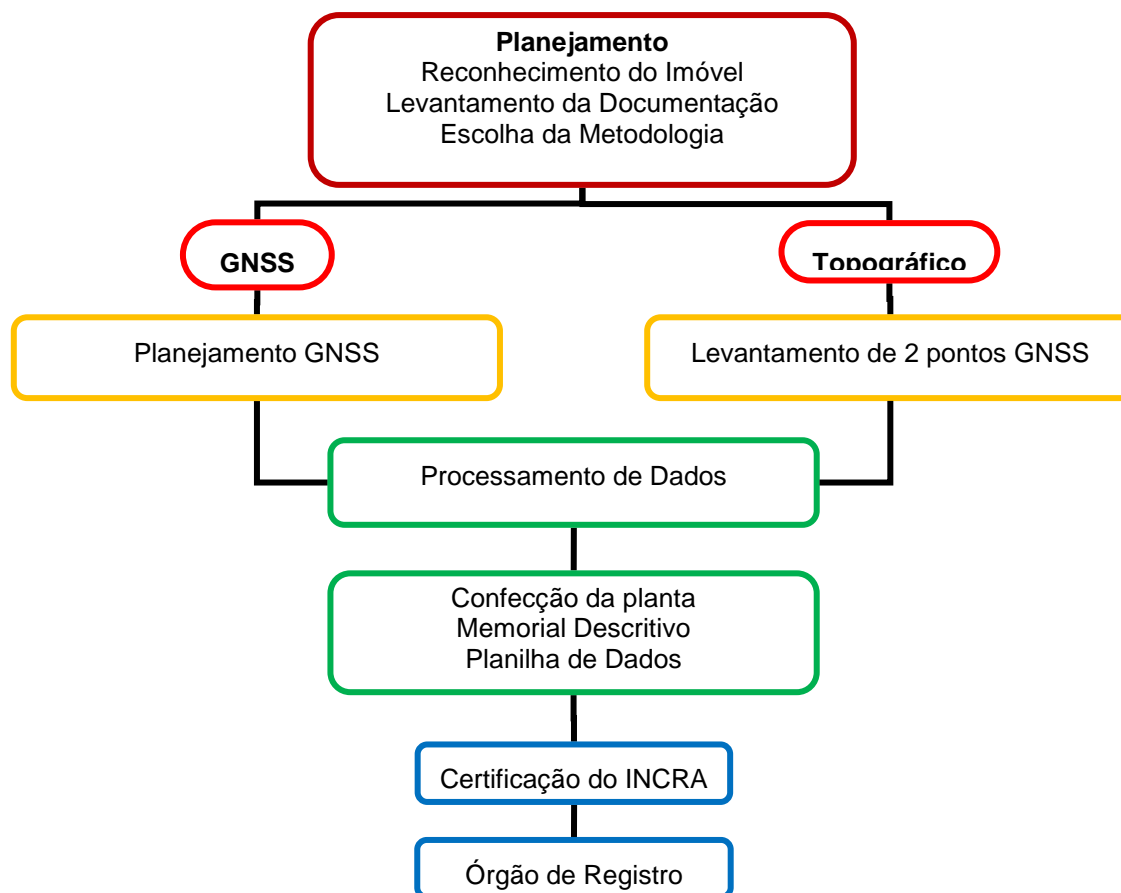 Planejamento
Reconhecimento do Imóvel
Levantamento da Documentação
Escolha da Metodologia
GNSS
Topográfico
Planejamento GNSS
Levantamento de 2 pontos GNSS
Processamento de Dados
Confecção da planta
Memorial Descritivo
Planilha de Dados
Certificação do INCRA
Órgão de Registro